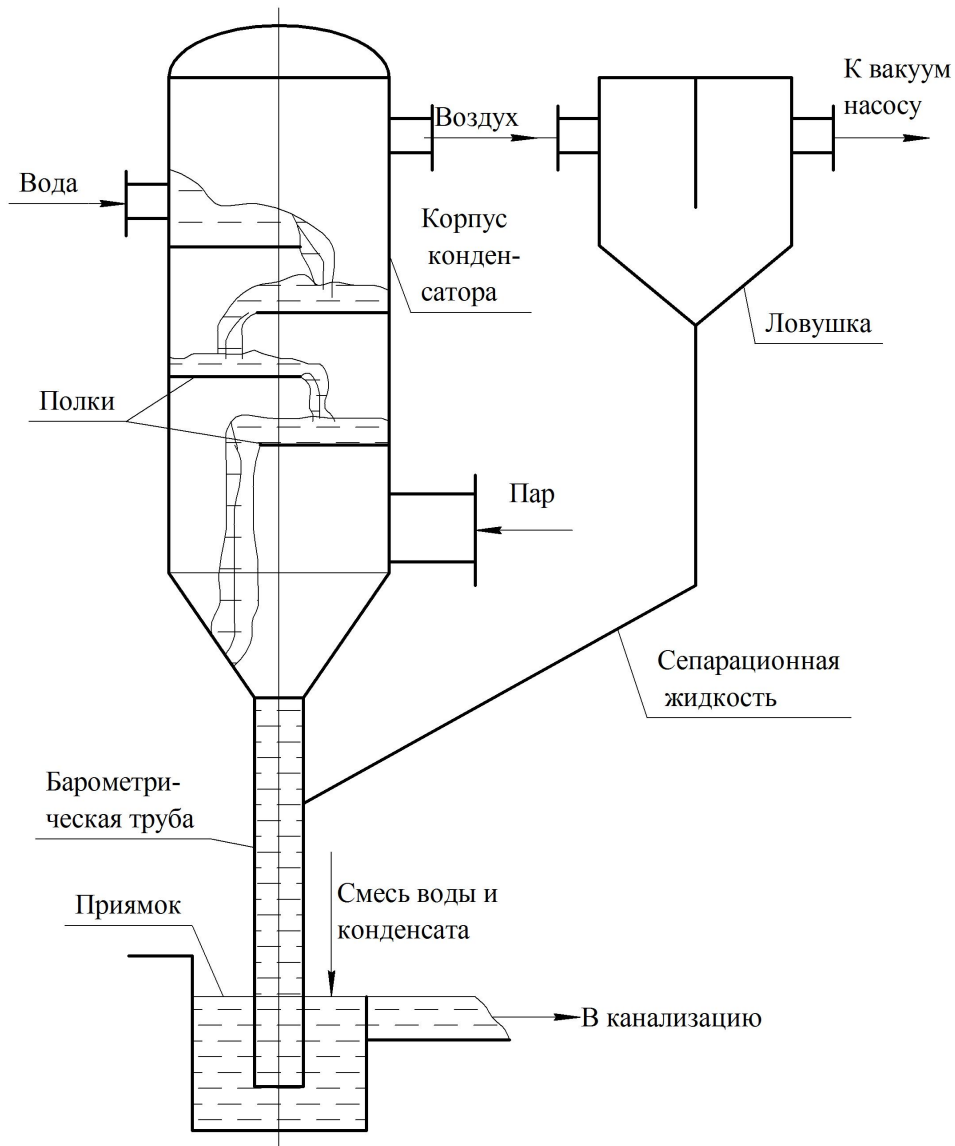 К вакуум
насосу
Воздух
Вода
Корпус
конден-
сатора
Ловушка
Полки
Пар
Сепарационная
жидкость
Барометри-
ческая труба
Смесь воды и
конденсата
Приямок
В канализацию